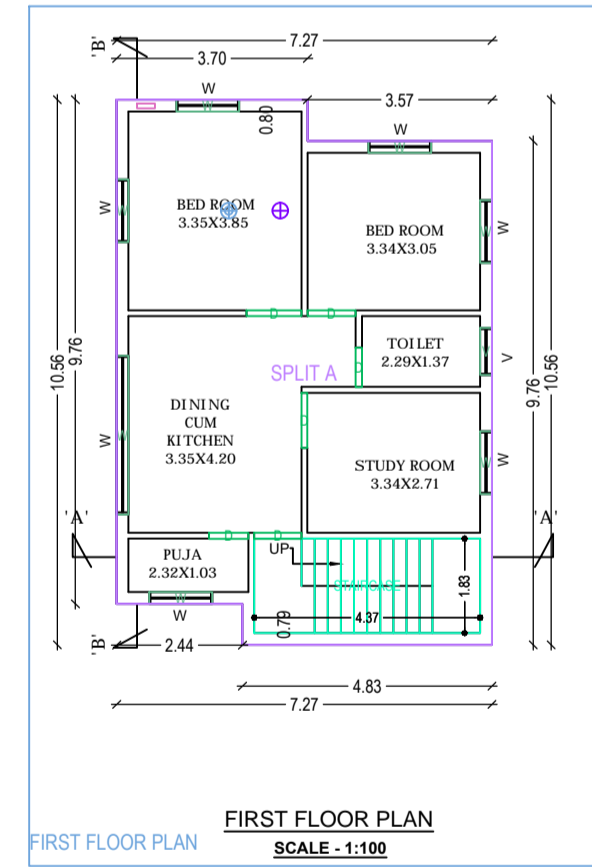 'B'
7.27
3.70
W
3.57
0.80
W
W
W
BED ROOM
3.35X3.85
W
BED ROOM
3.34X3.05
W
W
D
D
10.56
9.76
TOILET
2.29X1.37
V
V
D
SPLIT A
9.76
10.56
DINING
CUM
KITCHEN
3.35X4.20
D
W
W
STUDY ROOM
3.34X2.71
W
W
'A'
'A'
D
D
UP
PUJA
2.32X1.03
STAIRCASE
1.83
W
W
0.79
4.37
'B'
2.44
4.83
7.27
FIRST FLOOR PLAN
SCALE - 1:100
FIRST FLOOR PLAN